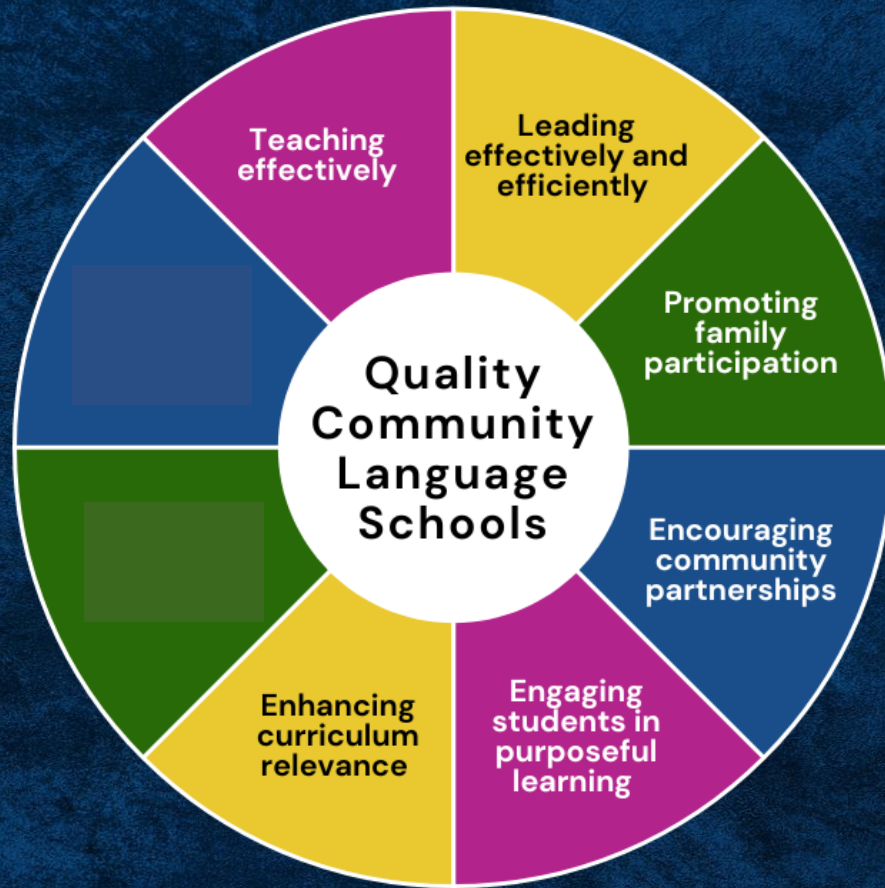 Teaching
effectively
Leading
effectively and
efficiently
Promoting
family
participation
Quality
Community
Language
Schools
Encouraging
community
partnerships
Engaging
students in
purposeful
learning
Enhancing
curriculum
relevance